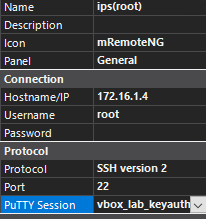 Name ips(root)
Description
Icon mRemoteNG
Panel General
Connection
Hostname/IP 172.16.1.4
Username root
Password
Protocol
Protocol SSH version 2
Port 22
PuTTY Session vbox_lab_keyauth